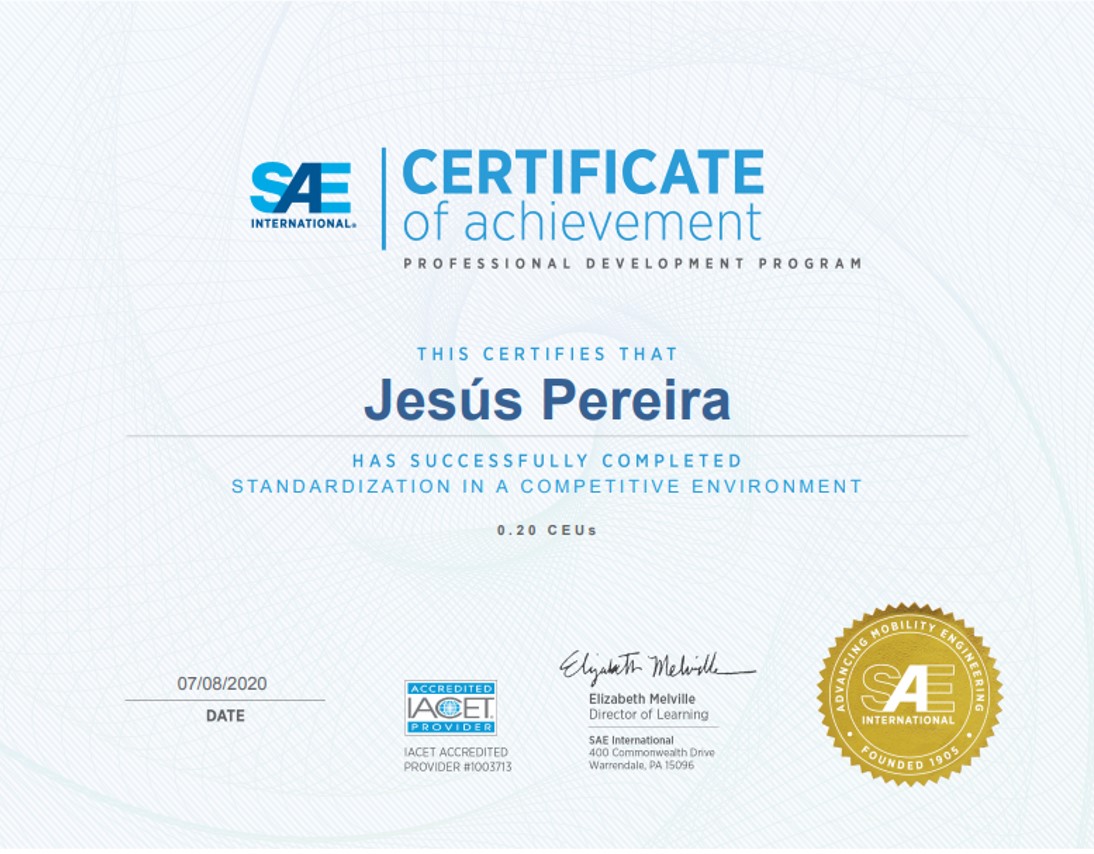 SAE
INTERNATIONAL®
CERTIFICATE
of achievement
PROFESSIONAL DEVELOPMENT PROGRAM
THIS CERTIFIES THAT
Jesús Pereira
HAS SUCCESSFULLY COMPLETED
STANDARDIZATION IN A COMPETITIVE ENVIRONMENT
0.20 CEUs
07/08/2020
DATE
ACCREDITED
IACET®
PROVIDER
IACET ACCREDITED
PROVIDER #1003713
Elizabeth Melville
Elizabeth Melville
Director of Learning
SAE International
400 Commonwealth Drive
Warrendale, PA 15096
ADVANCING MOBILITY ENGINEERING
SAE
INTERNATIONAL
• FOUNDED 1905 •